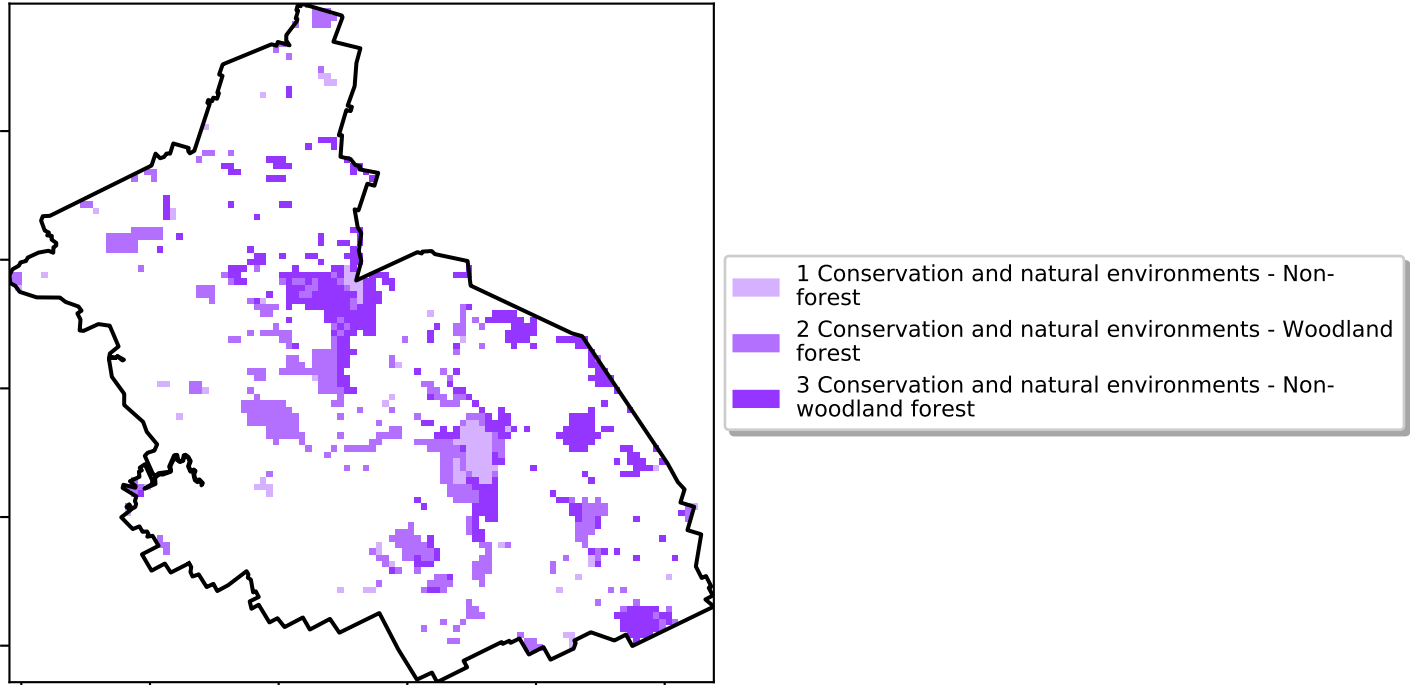 1 Conservation and natural environments - Non-
forest
2 Conservation and natural environments - Woodland
forest
3 Conservation and natural environments - Non-
woodland forest